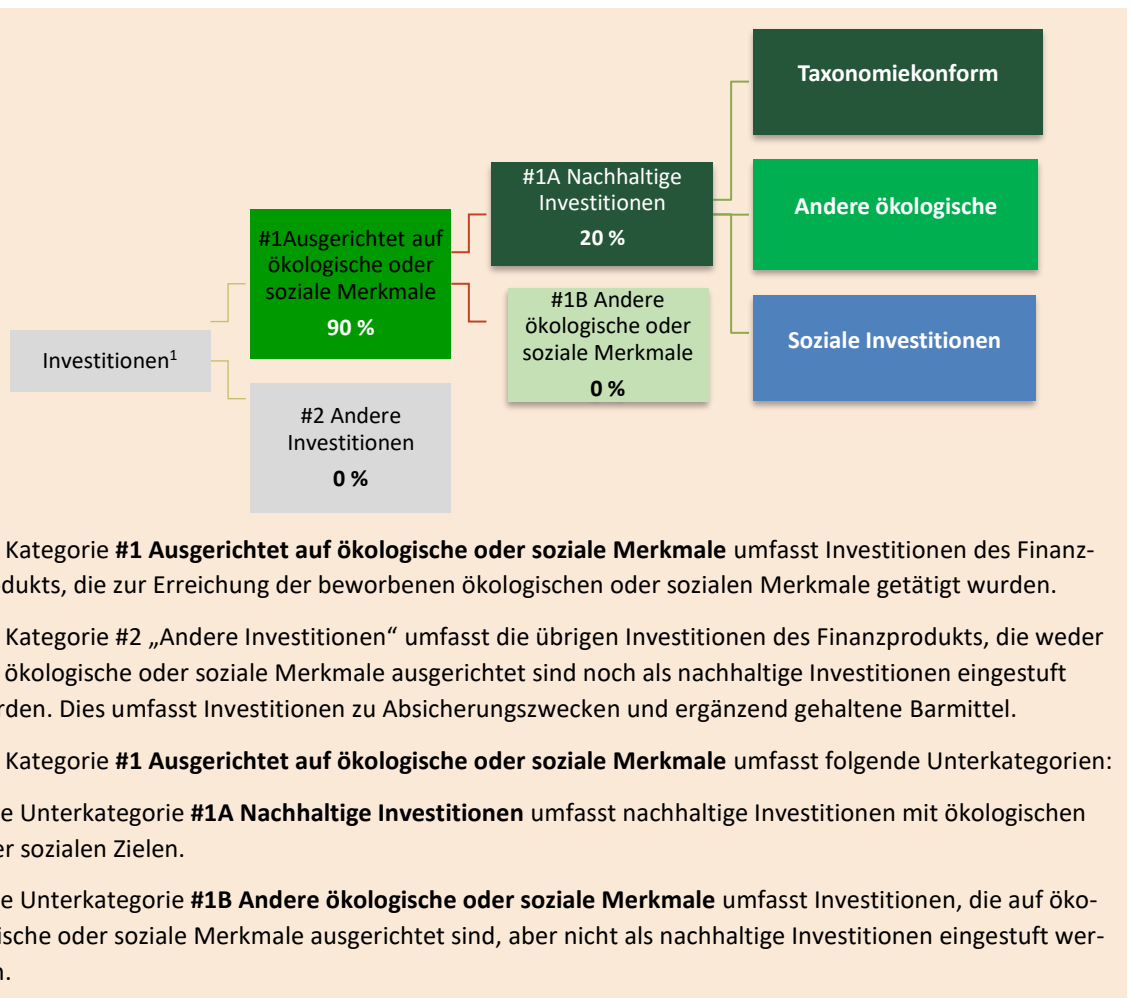 Taxonomiekonform
#1A Nachhaltige
Investitionen
20 %
Andere ökologische
#1Ausgerichtet auf
ökologische oder
soziale Merkmale
90 %
#1B Andere
ökologische oder
soziale Merkmale
0 %
Soziale Investitionen
Investitionen¹
#2 Andere
Investitionen
0 %
Kategorie #1 Ausgerichtet auf ökologische oder soziale Merkmale umfasst Investitionen des Finanz-
dukts, die zur Erreichung der beworbenen ökologischen oder sozialen Merkmale getätigt wurden.
Kategorie #2 „Andere Investitionen“ umfasst die übrigen Investitionen des Finanzprodukts, die weder
ökologische oder soziale Merkmale ausgerichtet sind noch als nachhaltige Investitionen eingestuft
rden. Dies umfasst Investitionen zu Absicherungszwecken und ergänzend gehaltene Barmittel.
Kategorie #1 Ausgerichtet auf ökologische oder soziale Merkmale umfasst folgende Unterkategorien:
e Unterkategorie #1A Nachhaltige Investitionen umfasst nachhaltige Investitionen mit ökologischen
er sozialen Zielen.
e Unterkategorie #1B Andere ökologische oder soziale Merkmale umfasst Investitionen, die auf öko-
ische oder soziale Merkmale ausgerichtet sind, aber nicht als nachhaltige Investitionen eingestuft wer-
n.